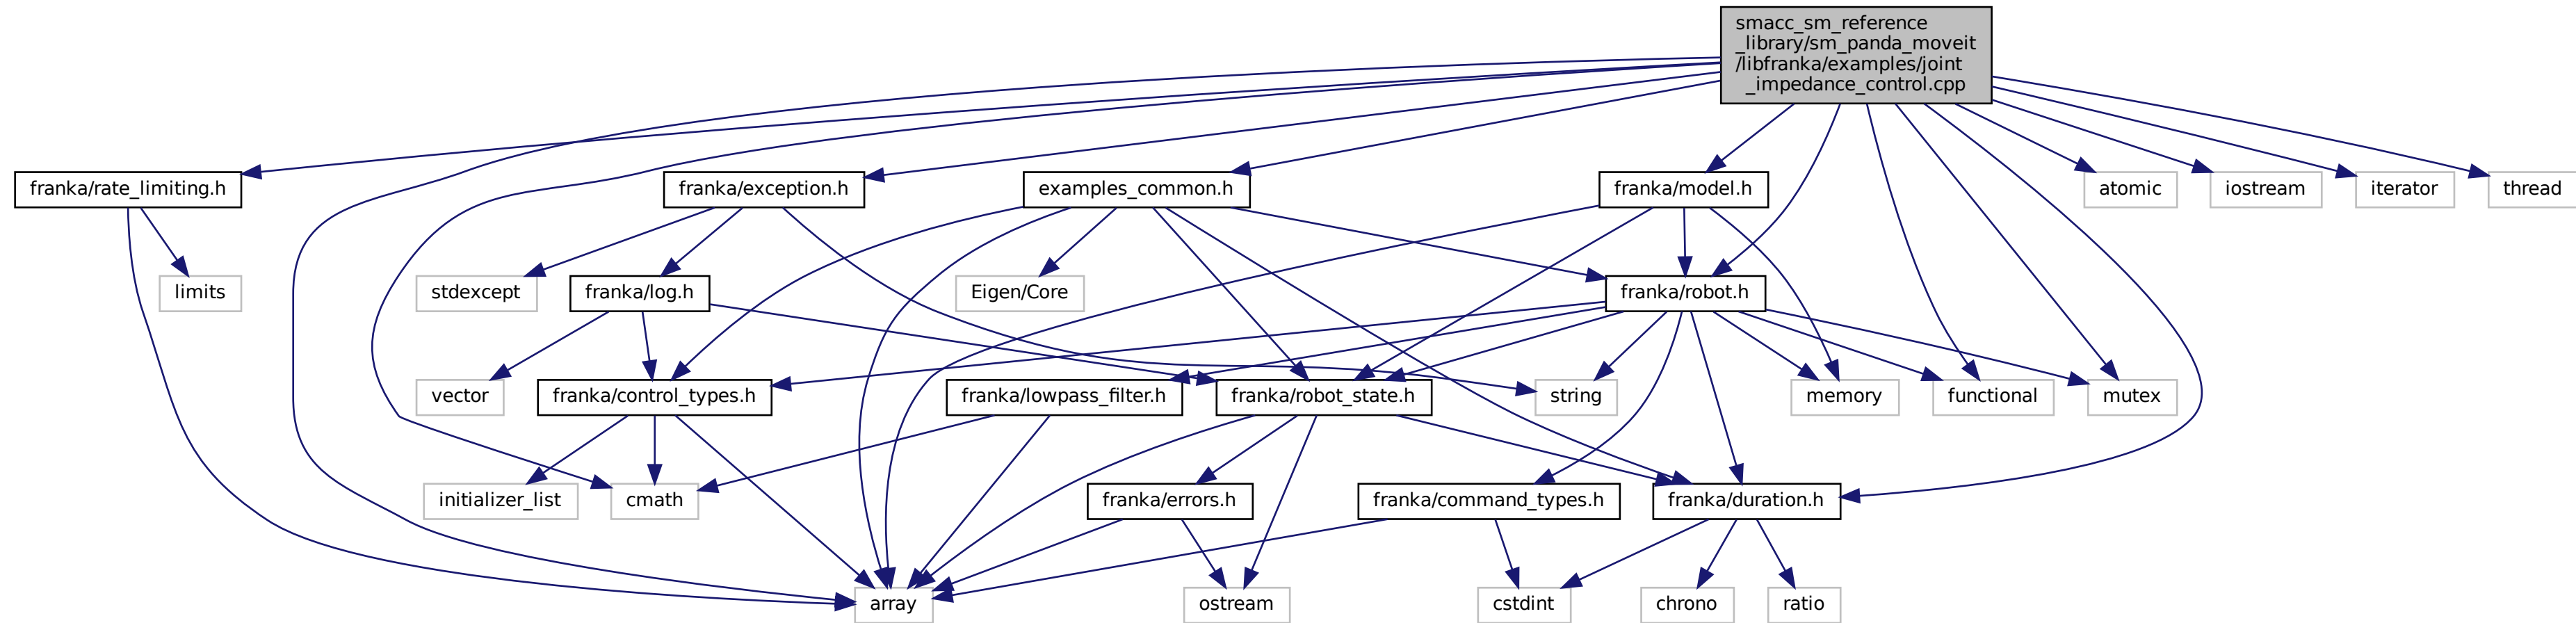 smacc_sm_reference
_library/sm_panda_moveit
/libfranka/examples/joint
_impedance_control.cpp
franka/rate_limiting.h
franka/exception.h
examples_common.h
franka/model.h
atomic
iostream
iterator
thread
limits
stdexcept
franka/log.h
Eigen/Core
franka/robot.h
vector
franka/control_types.h
franka/lowpass_filter.h
franka/robot_state.h
string
memory
functional
mutex
initializer_list
cmath
franka/errors.h
franka/command_types.h
franka/duration.h
array
ostream
cstdint
chrono
ratio